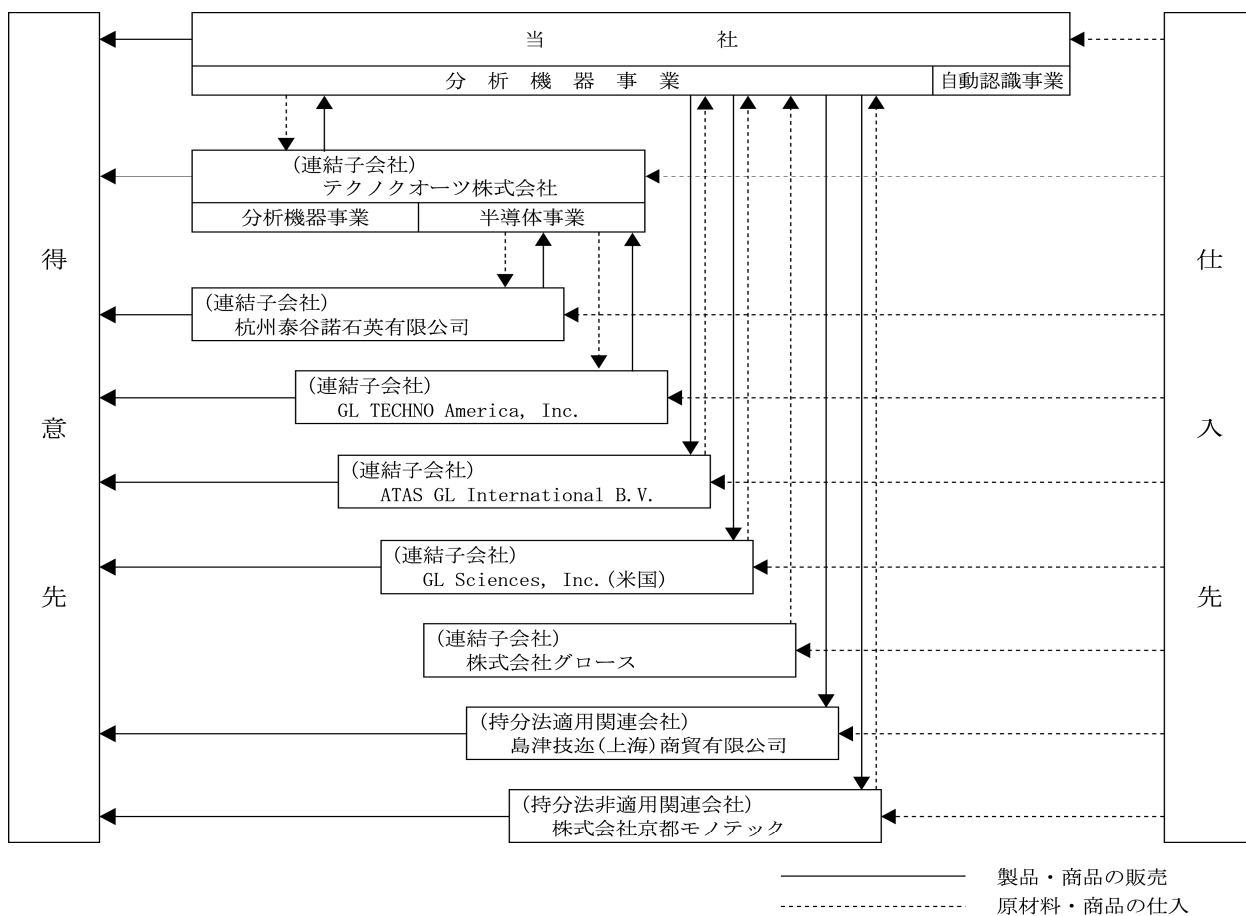 当社
分析機器事業
自動認識事業
(連結子会社)
テクノクオーツ株式会社
分析機器事業
半導体事業
(連結子会社)
杭州泰谷諾石英有限公司
(連結子会社)
GL TECHNO America, Inc.
(連結子会社)
ATAS GL International B.V.
(連結子会社)
GL Sciences, Inc.(米国)
(連結子会社)
株式会社グロース
(持分法適用関連会社)
島津技迩(上海)商貿有限公司
(持分法非適用関連会社)
株式会社京都モノテック
得意先
仕入先
製品・商品の販売
原材料・商品の仕入